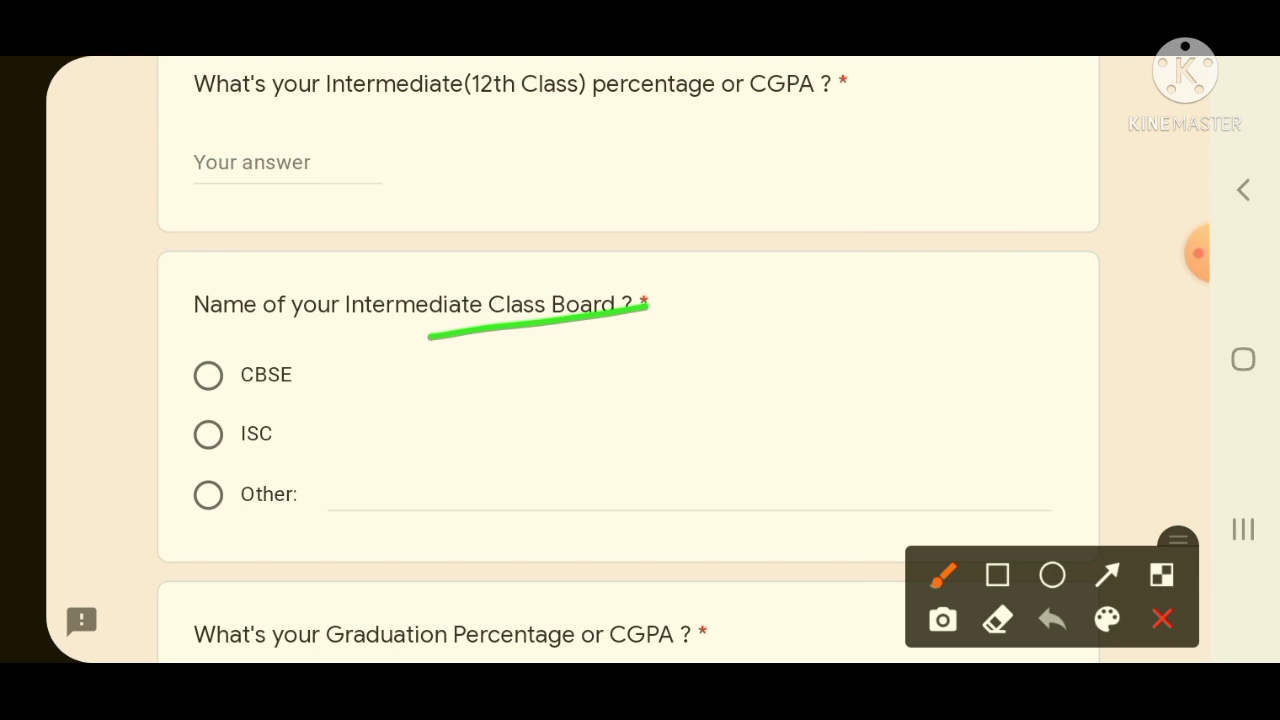 What's your Intermediate(12th Class) percentage or CGPA ? *
KINEMASTER
Your answer
Name of your Intermediate Class Board ? *
CBSE
ISC
Other:
What's your Graduation Percentage or CGPA ? *